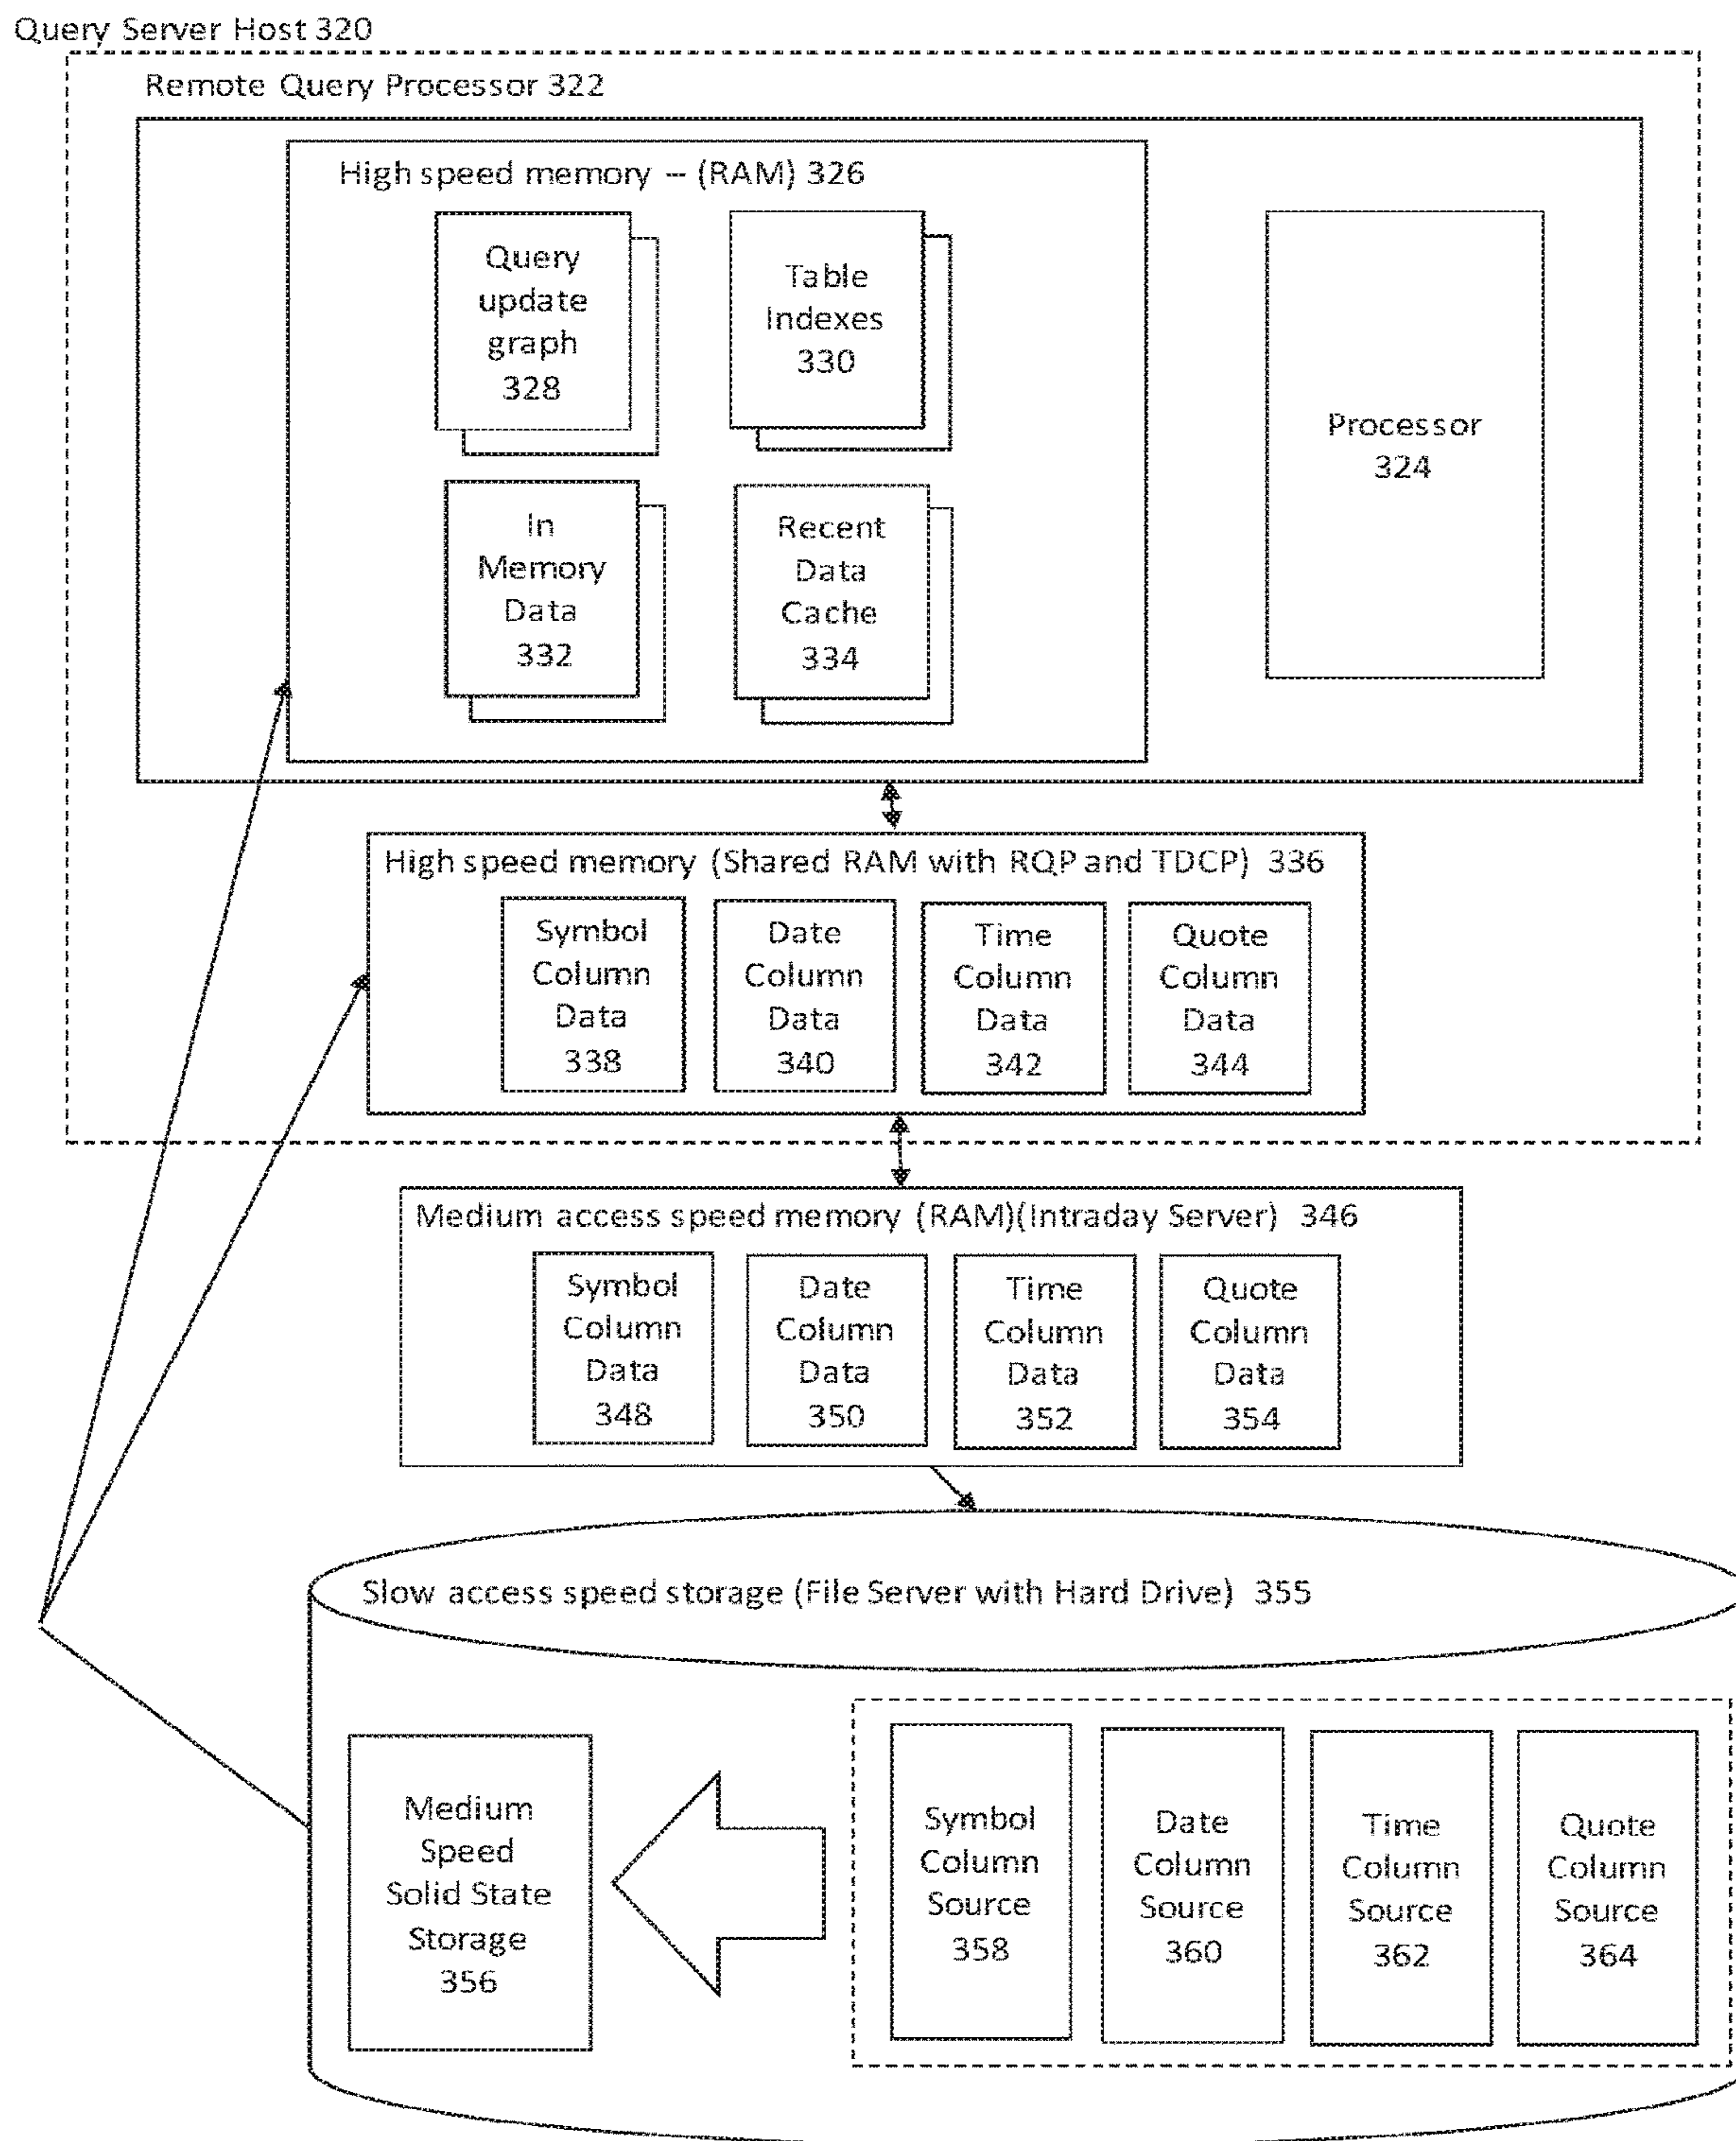 Query Server Host 320
Remote Query Processor 322
High speed memory -- (RAM) 326
Query
update
graph
328
Table
Indexes
330
Processor
324
In
Memory
Data
332
Recent
Data
Cache
334
High speed memory (Shared RAM with RQP and TDCP) 336
Symbol
Column
Data
338
Date
Column
Data
340
Time
Column
Data
342
Quote
Column
Data
344
Medium access speed memory (RAM)(Intraday Server) 346
Symbol
Column
Data
348
Date
Column
Data
350
Time
Column
Data
352
Quote
Column
Data
354
Slow access speed storage (File Server with Hard Drive) 355
Medium
Speed
Solid State
Storage
356
Symbol
Column
Source
358
Date
Column
Source
360
Time
Column
Source
362
Quote
Column
Source
364